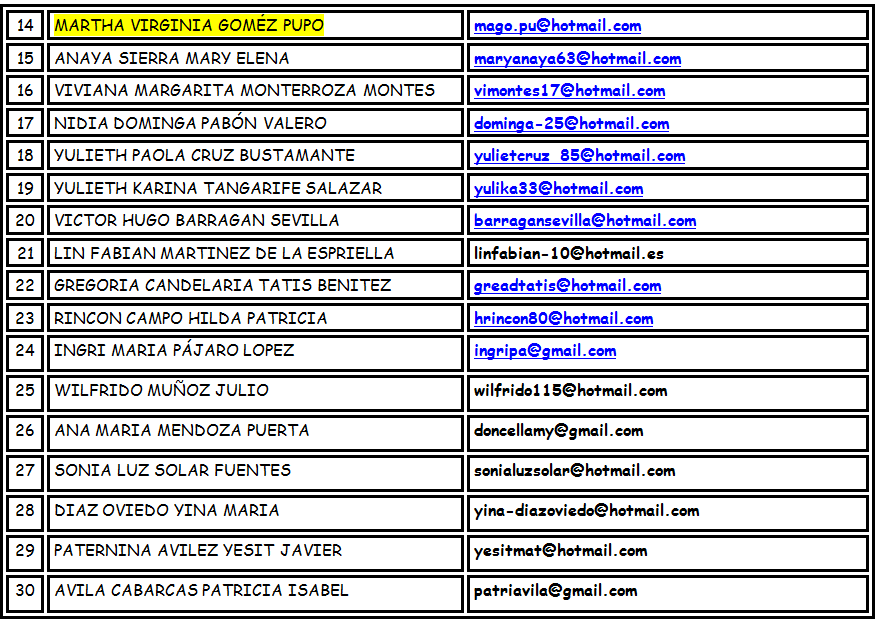 14 MARTHA VIRGINIA GOMÉZ PUPO mago.pu@hotmail.com
15 ANAYA SIERRA MARY ELENA maryanaya63@hotmail.com
16 VIVIANA MARGARITA MONTERROZA MONTES vimontes17@hotmail.com
17 NIDIA DOMINGA PABÓN VALERO dominga-25@hotmail.com
18 YULIETH PAOLA CRUZ BUSTAMANTE yulietcruz_85@hotmail.com
19 YULIETH KARINA TANGARIFE SALAZAR yulika33@hotmail.com
20 VICTOR HUGO BARRAGAN SEVILLA barragansevilla@hotmail.com
21 LIN FABIAN MARTINEZ DE LA ESPRIELLA linfabian-10@hotmail.es
22 GREGORIA CANDELARIA TATIS BENITEZ greadtatis@hotmail.com
23 RINCON CAMPO HILDA PATRICIA hrincon80@hotmail.com
24 INGRI MARIA PÁJARO LOPEZ ingripa@gmail.com
25 WILFRIDO MUÑOZ JULIO wilfrido115@hotmail.com
26 ANA MARIA MENDOZA PUERTA doncellamy@gmail.com
27 SONIA LUZ SOLAR FUENTES sonialuzsolar@hotmail.com
28 DIAZ OVIEDO YINA MARIA yina-diazoviedo@hotmail.com
29 PATERNINA AVILEZ YESIT JAVIER yesitmat@hotmail.com
30 AVILA CABARCAS PATRICIA ISABEL patriavila@gmail.com